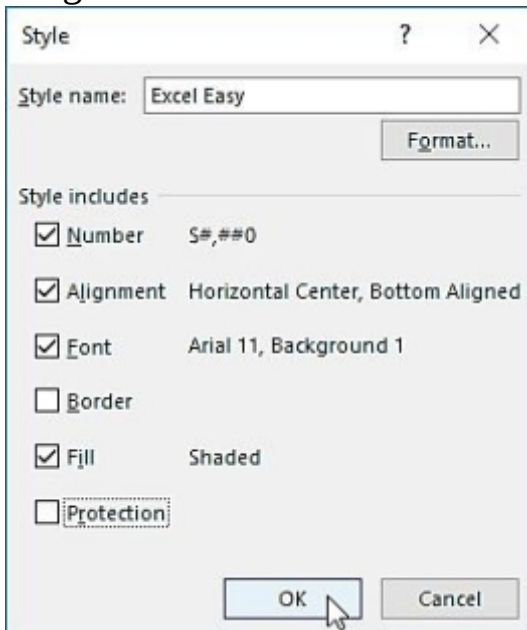 Style ?
Style name: Excel Easy
Format...
Style includes
Number $#,##0
Alignment Horizontal Center, Bottom Aligned
Font Arial 11, Background 1
Border
Fill Shaded
Protection
OK Cancel